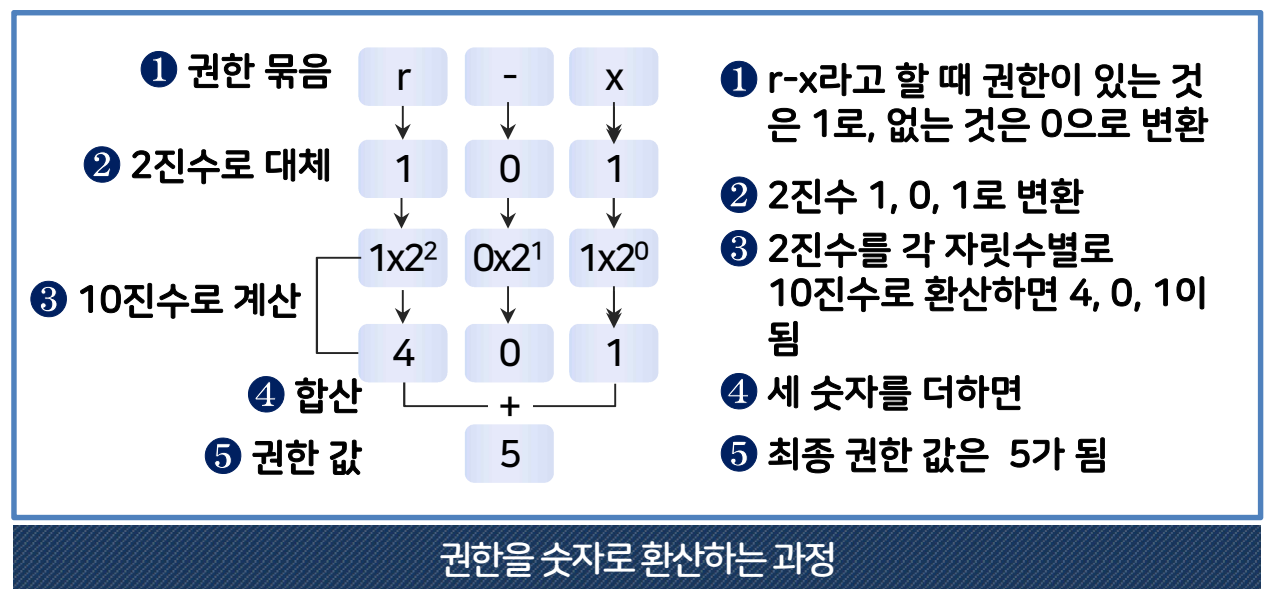 ❶ 권한 묶음 r - x
❷ 2진수로 대체 1 0 1
1x2² 0x2¹ 1x2⁰
❸ 10진수로 계산
4 0 1
❹ 합산 +
❺ 권한 값 5
❶ r-x라고 할 때 권한이 있는 것
은 1로, 없는 것은 0으로 변환
❷ 2진수 1, 0, 1로 변환
❸ 2진수를 각 자릿수별로
10진수로 환산하면 4, 0, 1이
됨
❹ 세 숫자를 더하면
❺ 최종 권한 값은 5가 됨
권한을 숫자로 환산하는 과정